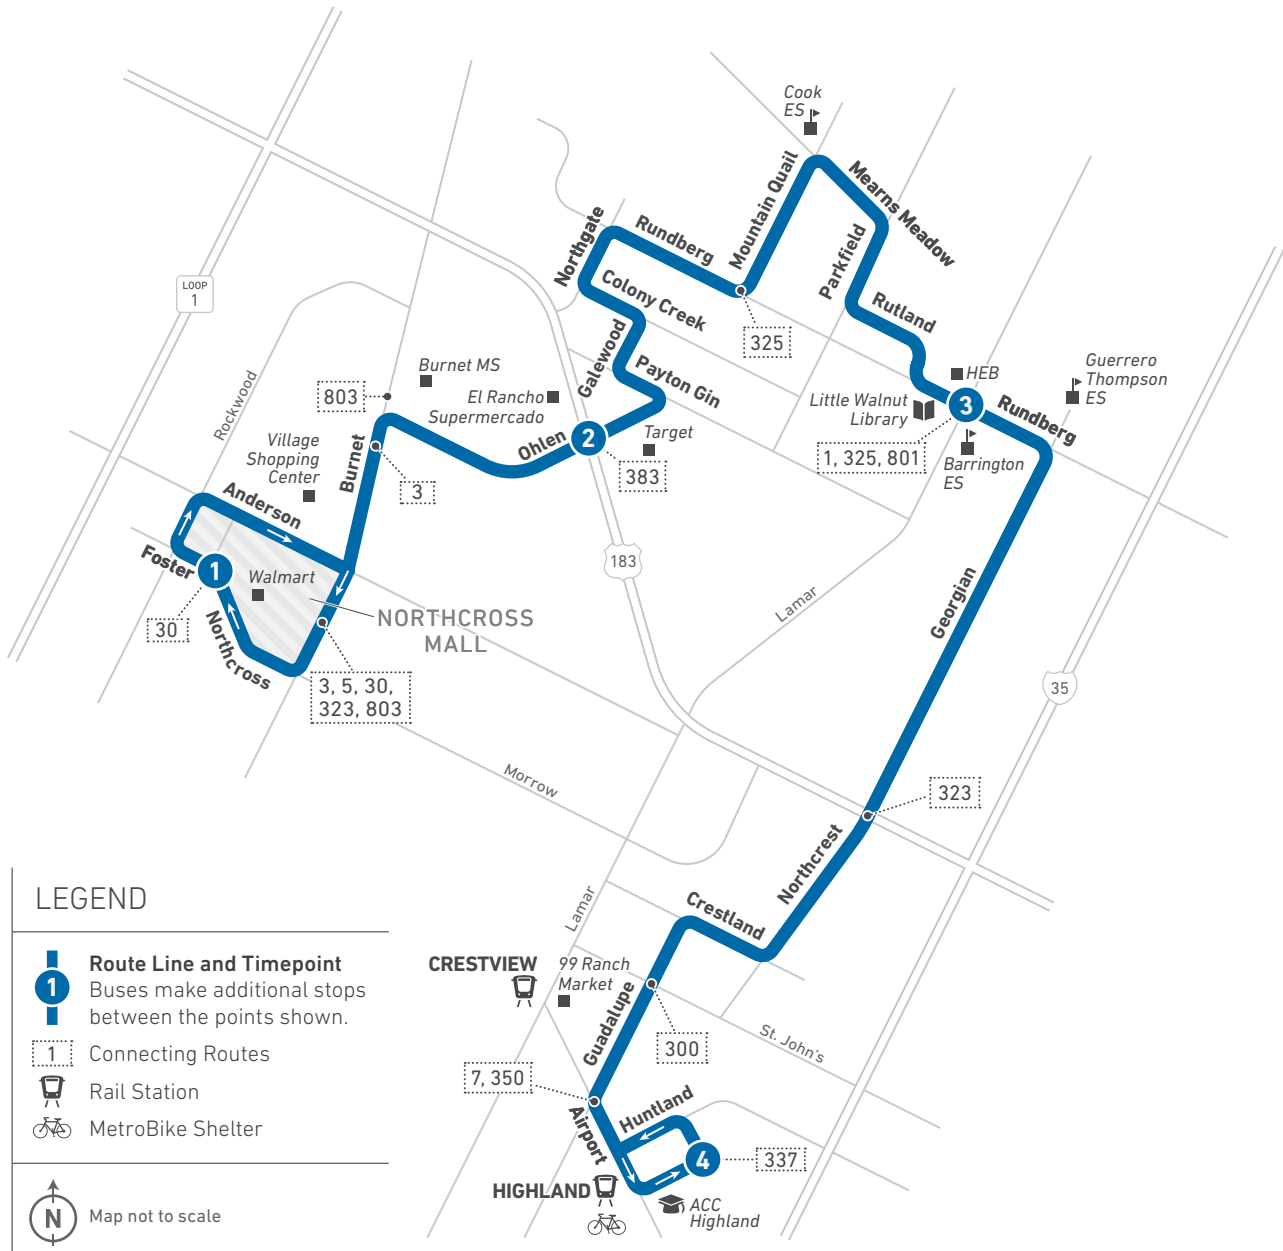 Cook
ES
Mountain Quail
Mearns Meadow
Northgate
Rundberg
Parkfield
Colony Creek
Rutland
LOOP
1
325
Galewood
Payton Gin
Burnet MS
El Rancho
Supermercado
HEB
Guerrero
Thompson
ES
803
Rockwood
Little Walnut
Library
3
Rundberg
Village
Shopping
Center
Burnet
Ohlen
2
Target
1, 325, 801
Barrington
ES
383
3
Anderson
Foster
1
Walmart
183
Georgian
Lamar
30
Northcross
NORTHCROSS
MALL
3, 5, 30,
323, 803
35
Morrow
323
Northcrest
Crestland
Lamar
LEGEND
Route Line and Timepoint
1
Buses make additional stops
between the points shown.
1
Connecting Routes
Rail Station
MetroBike Shelter
N
Map not to scale
CRESTVIEW
99 Ranch
Market
Guadalupe
300
St. John's
7, 350
Airport
Huntland
4
337
HIGHLAND
ACC
Highland